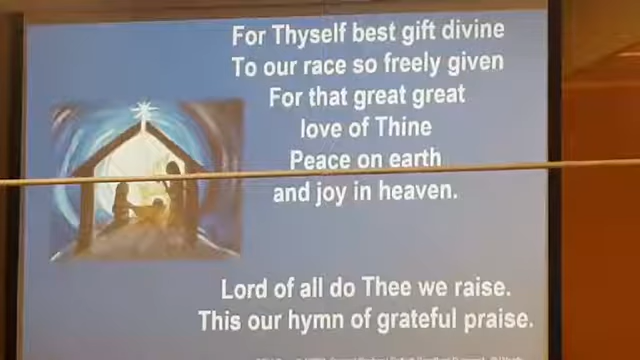 For Thyself best gift divine
To our race so freely given
For that great great
love of Thine
Peace on earth
and joy in heaven.
Lord of all do Thee we raise.
This our hymn of grateful praise.